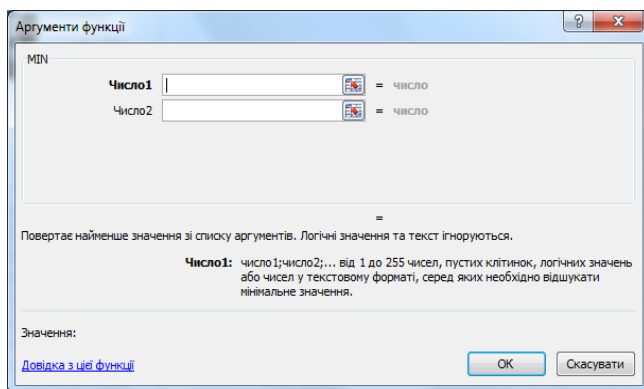 Аргументи функції
MIN
Число1 = число
Число2 = число
=
Повертає найменше значення зі списку аргументів. Логічні значення та текст ігноруються.
Число1: число1;число2;... від 1 до 255 чисел, пустих клітинок, логічних значень
або чисел у текстовому форматі, серед яких необхідно відшукати
мінімальне значення.
Значення:
Довідка з цієї функції
ОК Скасувати